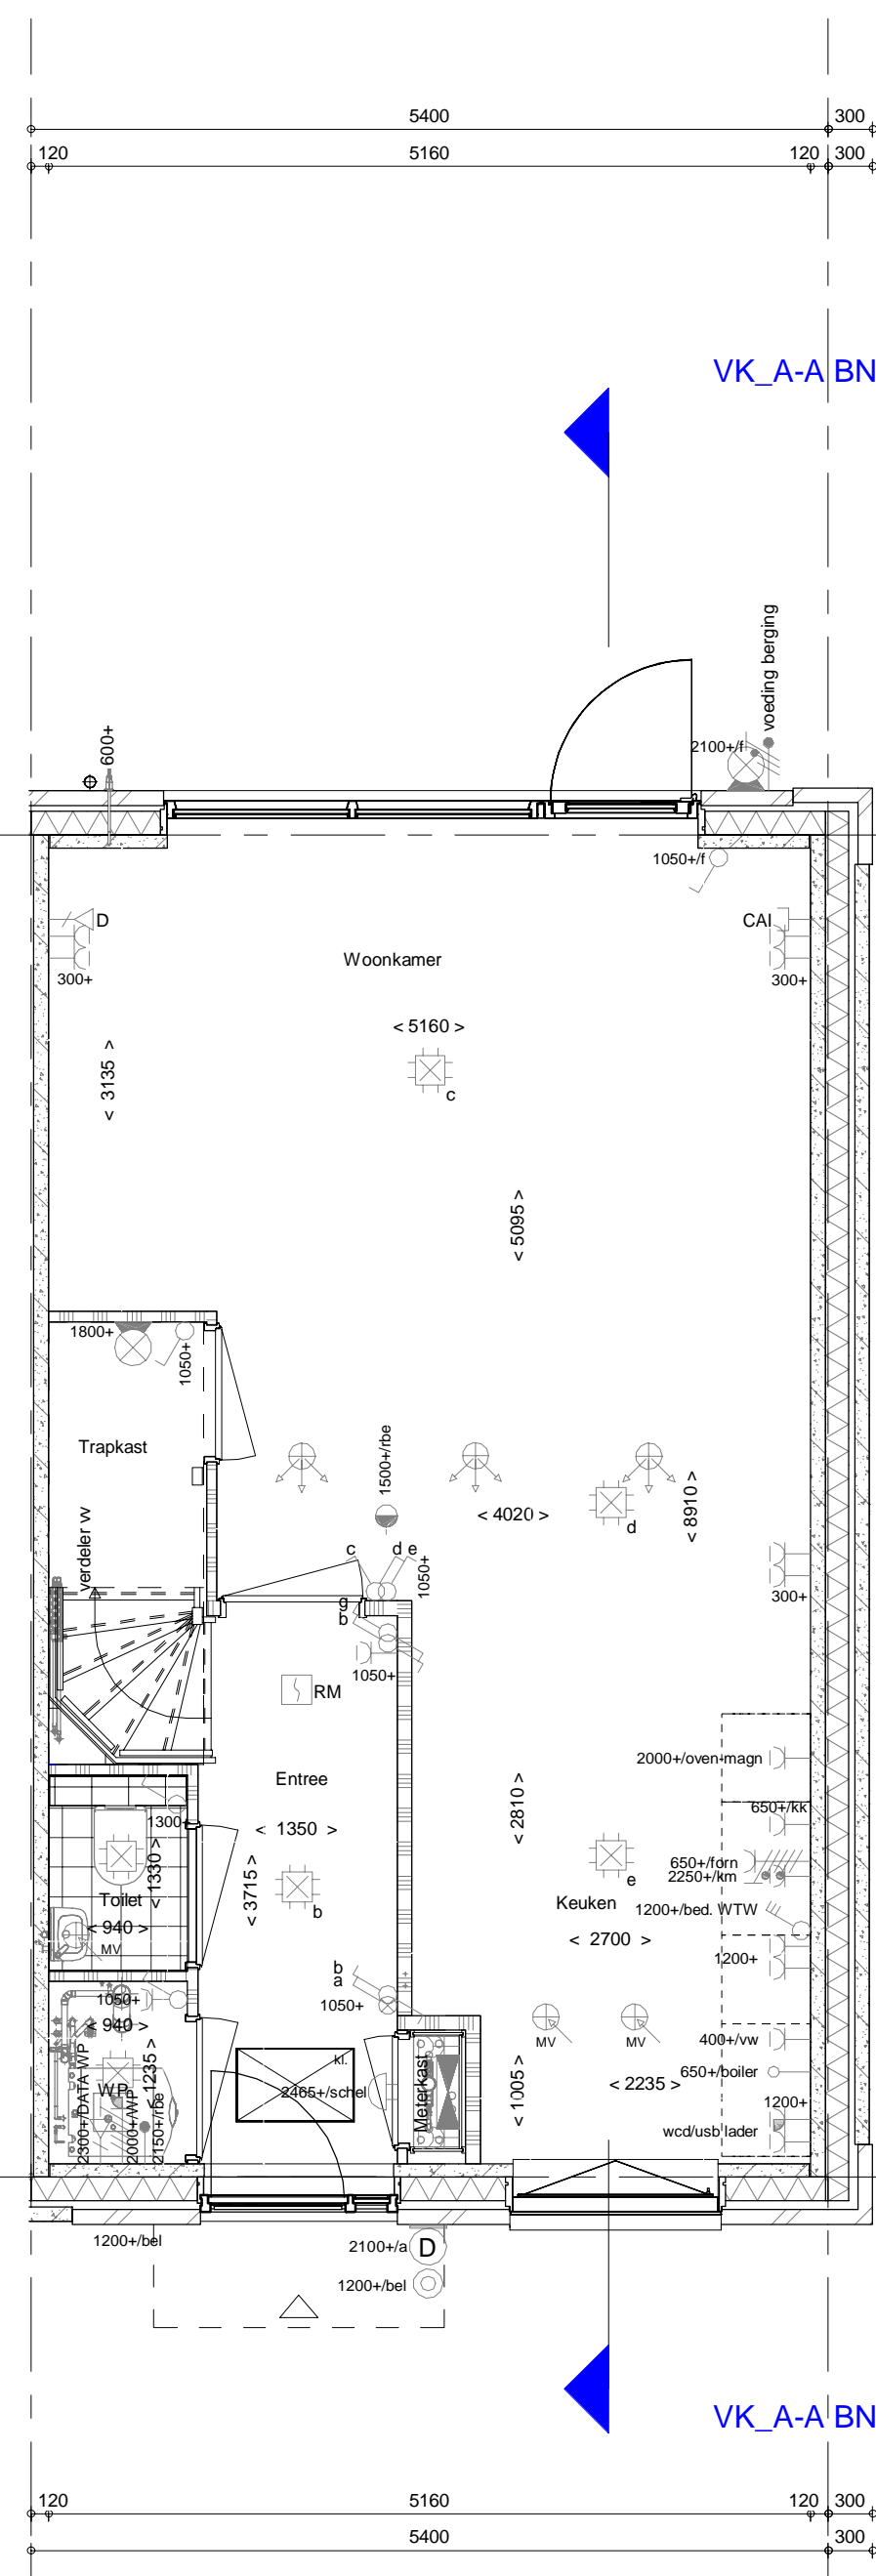 5400
300
120
5160
120
300
VK_A-A BN
voeding berging
2100+/f
600+
1050+/f
D
300+
CAI
300+
Woonkamer
< 5160 >
c
< 3135 >
< 5095 >
1800+
1050+
Trapkast
1500+/rbe
< 4020 >
d
< 8910 >
verdeler w
c
d e
1050+
300+
g
b
1050+
RM
2000+/oven-magn
Entree
650+/kk
1300+
< 1350 >
< 2810 >
650+/forn
2250+/km
e
< 1330 >
Toilet
< 3715 >
b
Keuken
1200+/bed. WTW
< 940 >
MV
< 2700 >
1200+
b
a
1050+
1050+
< 940 >
MV
MV
400+/vw
kl.
WP
< 1235 >
2465+/schel
Meterkast
< 1005 >
< 2235 >
650+/boiler
1200+
wcd/usb lader
2300+/DATA WP
2000+/WP
2150+/rbe
1200+/bel
2100+/a
D
1200+/bel
VK_A-A BN
120
5160
120
300
5400
300